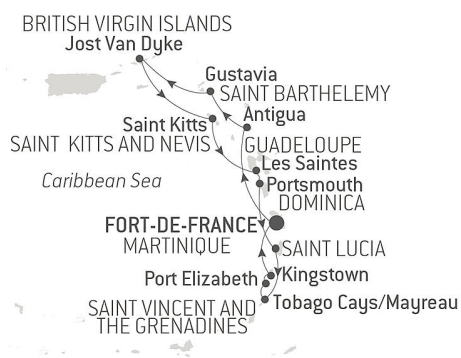 BRITISH VIRGIN ISLANDS
Jost Van Dyke
Gustavia
SAINT BARTHELEMY
Antigua
Saint Kitts
SAINT KITTS AND NEVIS
GUADELOUPE
Les Saintes
Caribbean Sea
Portsmouth
DOMINICA
FORT-DE-FRANCE
MARTINIQUE
SAINT LUCIA
Kingstown
Port Elizabeth
Tobago Cays/Mayreau
SAINT VINCENT AND
THE GRENADINES